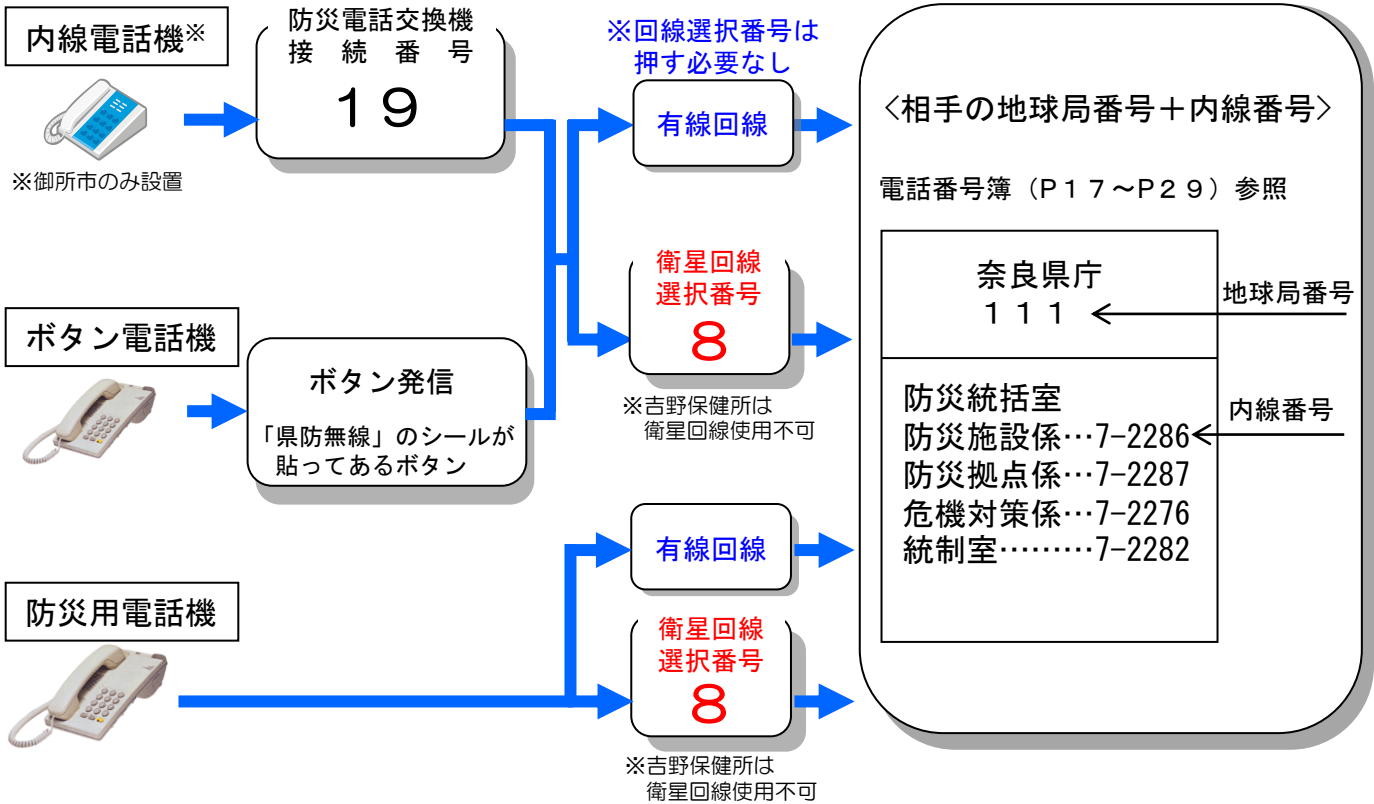 内線電話機※
※御所市のみ設置
防災電話交換機
接続番号
19
※回線選択番号は
押す必要なし
有線回線
衛星回線
選択番号
8
※吉野保健所は
衛星回線使用不可
ボタン電話機
ボタン発信
「県防無線」のシールが
貼ってあるボタン
防災用電話機
有線回線
衛星回線
選択番号
8
※吉野保健所は
衛星回線使用不可
〈相手の地球局番号＋内線番号〉
電話番号簿（P17～P29）参照
奈良県庁
111
地球局番号
防災統括室
防災施設係…7-2286
内線番号
防災拠点係…7-2287
危機対策係…7-2276
統制室………7-2282